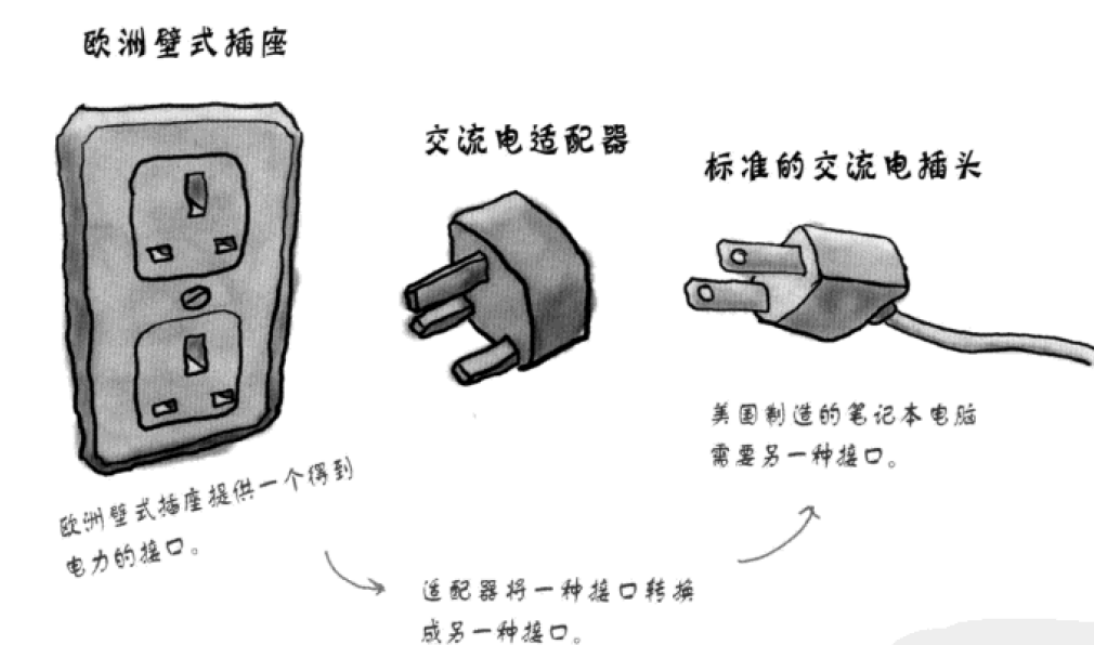 欧洲壁式插座
交流电适配器
标准的交流电插头
美国制造的笔记本电脑
需要另一种接口。
欧洲壁式插座提供一个得到
电力的接口。
适配器将一种接口转换
成另一种接口。